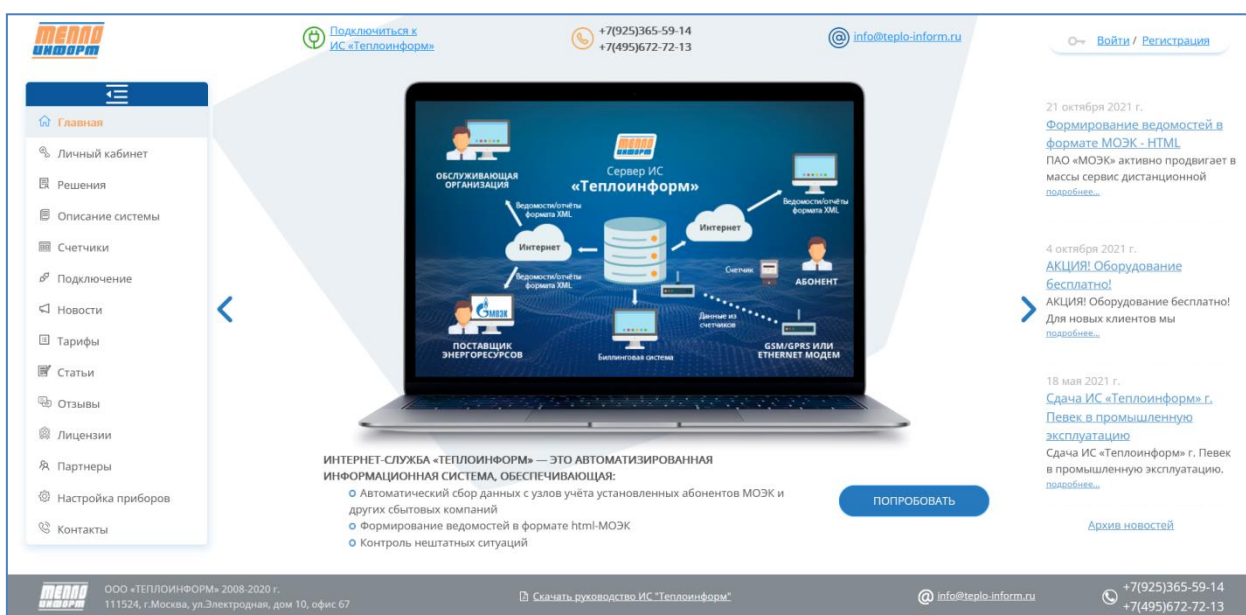 ТЕПЛО
ИНФОРМ
Подключиться к
ИС «Теплоинформ»
+7(925)365-59-14
+7(495)672-72-13
info@teplo-inform.ru
Войти / Регистрация
Главная
Личный кабинет
Решения
Описание системы
Счетчики
Подключение
Новости
Тарифы
Статьи
Отзывы
Лицензии
Партнеры
Настройка приборов
Контакты
ТЕПЛО
ИНФОРМ
Сервер ИС
«Теплоинформ»
ОБСЛУЖИВАЮЩАЯ
ОРГАНИЗАЦИЯ
Ведомости/отчёты
формата XML
Ведомости/отчёты
формата XML
Интернет
Интернет
Ведомости/отчёты
формата XML
Счетчик
АБОНЕНТ
МОЭК
Данные из
счетчиков
ПОСТАВЩИК
ЭНЕРГОРЕСУРСОВ
Биллинговая система
GSM/GPRS ИЛИ
ETHERNET МОДЕМ
ИНТЕРНЕТ-СЛУЖБА «ТЕПЛОИНФОРМ» — ЭТО АВТОМАТИЗИРОВАННАЯ
ИНФОРМАЦИОННАЯ СИСТЕМА, ОБЕСПЕЧИВАЮЩАЯ:
Автоматический сбор данных с узлов учёта установленных абонентов МОЭК и
других сбытовых компаний
Формирование ведомостей в формате html-МОЭК
Контроль нештатных ситуаций
ПОПРОБОВАТЬ
21 октября 2021 г.
Формирование ведомостей в
формате МОЭК - HTML
ПАО «МОЭК» активно продвигает в
массы сервис дистанционной
подробнее...
4 октября 2021 г.
АКЦИЯ! Оборудование
бесплатно!
АКЦИЯ! Оборудование бесплатно!
Для новых клиентов мы
подробнее...
18 мая 2021 г.
Сдача ИС «Теплоинформ» г.
Певек в промышленную
эксплуатацию
Сдача ИС «Теплоинформ» г. Певек
в промышленную эксплуатацию.
подробнее...
Архив новостей
ТЕПЛО
ИНФОРМ
ООО «ТЕПЛОИНФОРМ» 2008-2020 г.
111524, г.Москва, ул.Электродная, дом 10, офис 67
Скачать руководство ИС "Теплоинформ"
info@teplo-inform.ru
+7(925)365-59-14
+7(495)672-72-13